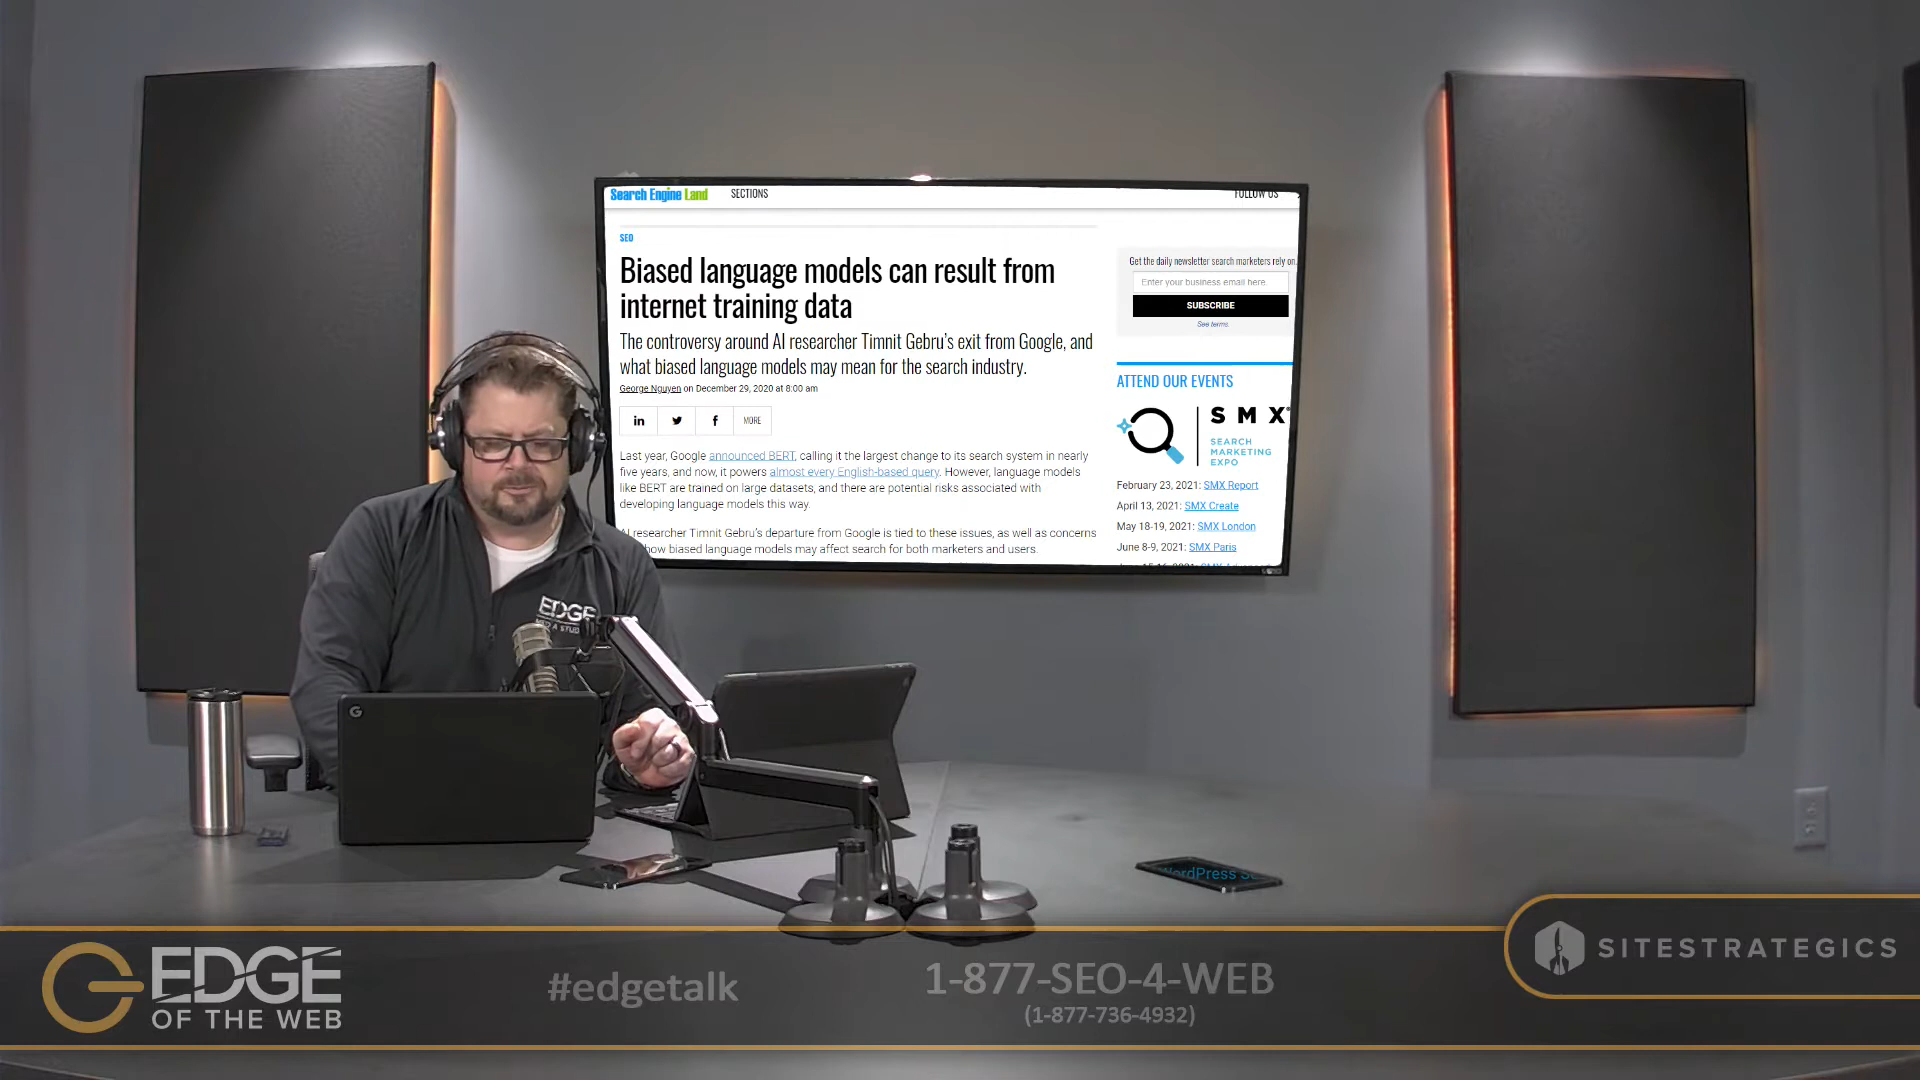 Search Engine Land
SECTIONS
FOLLOW US
SEO
Biased language models can result from
internet training data
The controversy around AI researcher Timnit Gebru's exit from Google, and
what biased language models may mean for the search industry.
George Nguyen on December 29, 2020 at 8:00 am
in
f
MORE
Last year, Google announced BERT, calling it the largest change to its search system in nearly
five years, and now, it powers almost every English-based query. However, language models
like BERT are trained on large datasets, and there are potential risks associated with
developing language models this way.
researcher Timnit Gebru's departure from Google is tied to these issues, as well as concerns
how biased language models may affect search for both marketers and users.
Get the daily newsletter search marketers rely on.
Enter your business email here.
SUBSCRIBE
See terms.
ATTEND OUR EVENTS
SMX
SEARCH
MARKETING
EXPO
February 23, 2021: SMX Report
April 13, 2021: SMX Create
May 18-19, 2021: SMX London
June 8-9, 2021: SMX Paris
EDGE
G
EDGE
OF THE WEB
#edgetalk
1-877-SEO-4-WEB
(1-877-736-4932)
SITESTRATEGICS